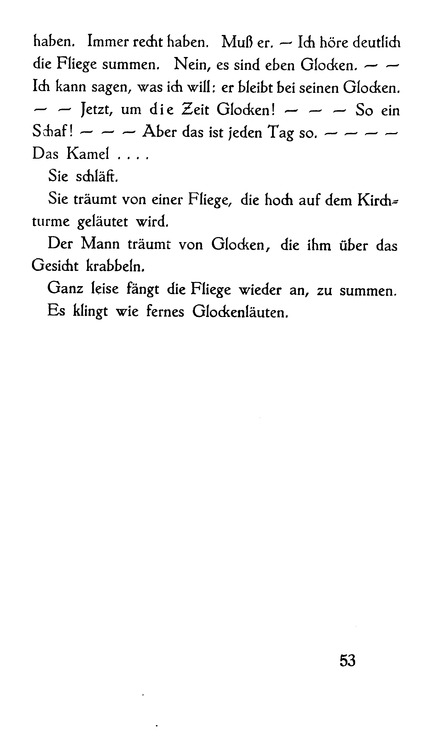 haben. Immer recht haben. Muß er. — Ich höre deutlich
die Fliege summen. Nein, es sind eben Glocken. — —
Ich kann sagen, was ich will: er bleibt bei seinen Glocken.
— — Jetzt, um die Zeit Glocken! — — — So ein
Schaf! — — — Aber das ist jeden Tag so. — — — —
Das Kamel . . . .
Sie schläft.
Sie träumt von einer Fliege, die hoch auf dem Kirch-
turme geläutet wird.
Der Mann träumt von Glocken, die ihm über das
Gesicht krabbeln.
Ganz leise fängt die Fliege wieder an, zu summen.
Es klingt wie fernes Glockenläuten.
53